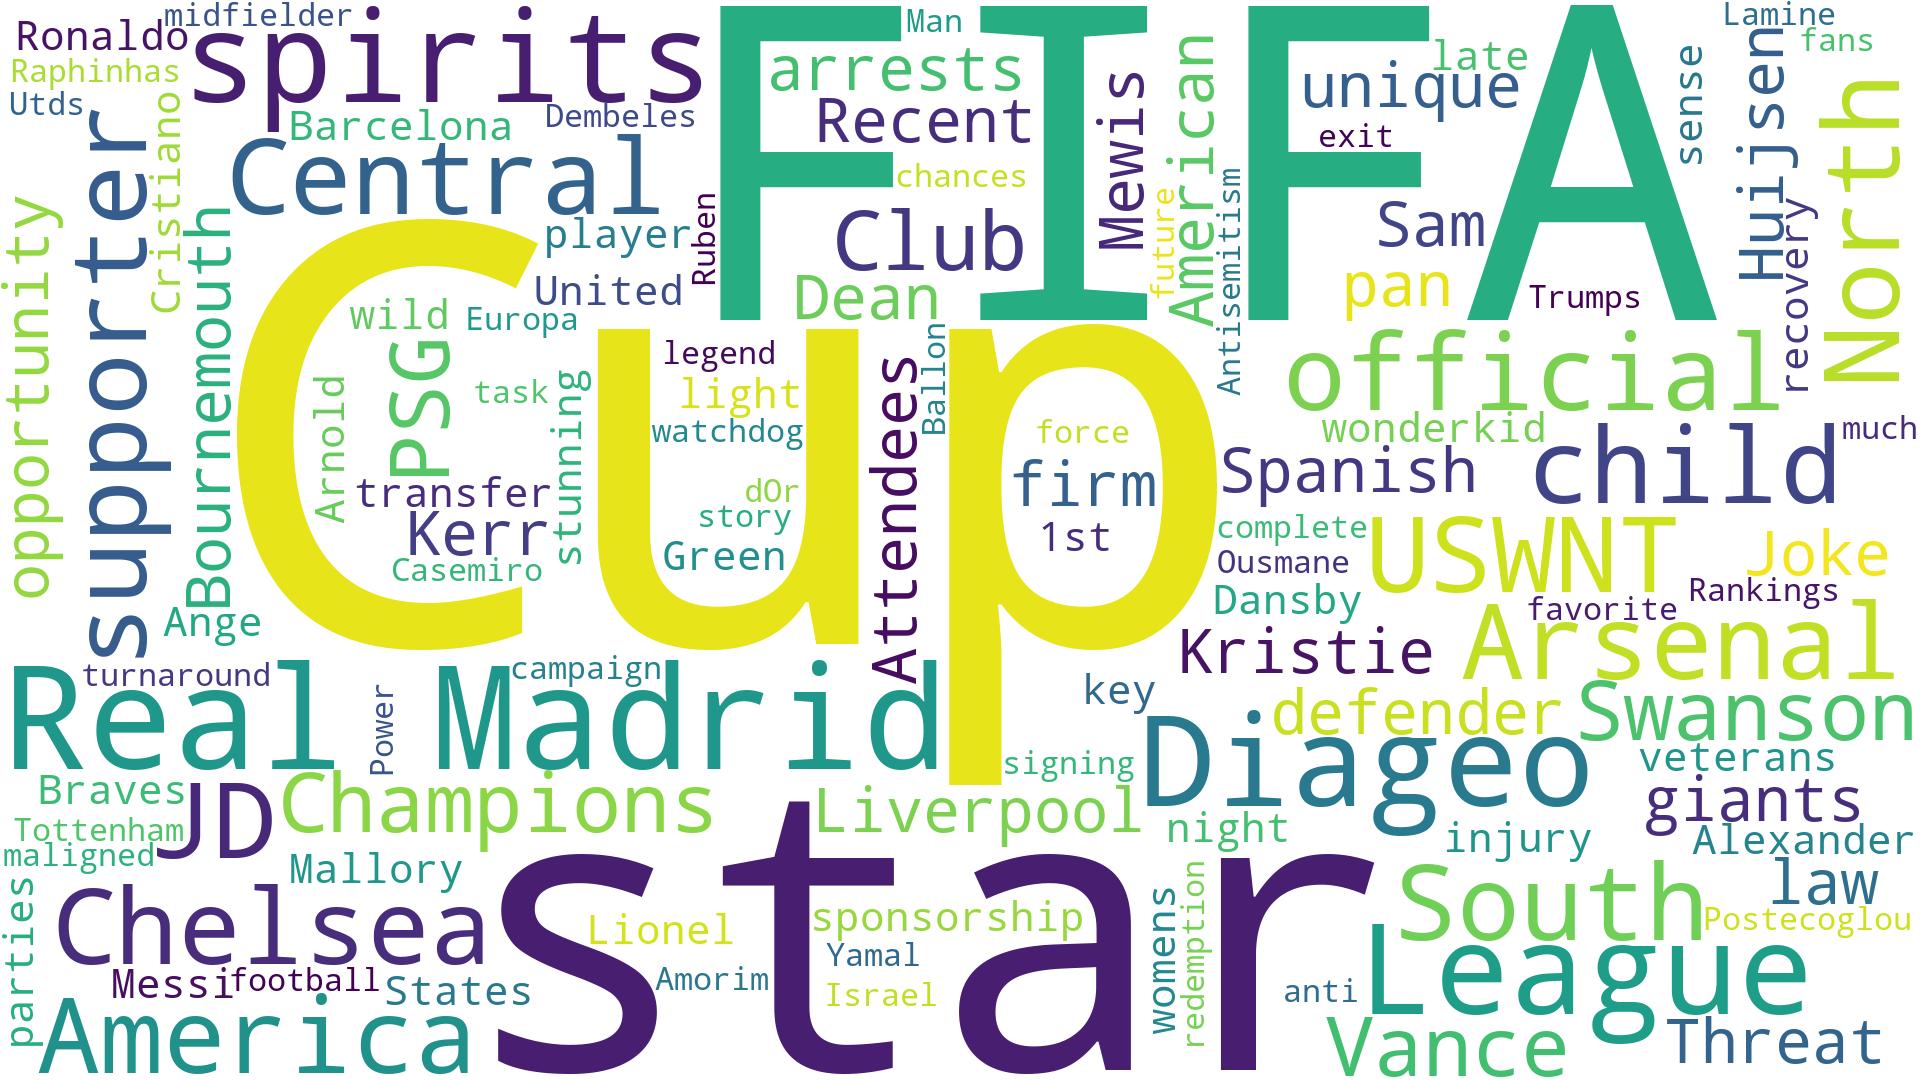 midfielder
Ronaldo
spirits
FIFA
Man
Lamine
Raphinhas
arrests
late
fans
Utds
Barcelona
Dembeles
Recent
unique
Central
chances
exit
supporter
Cristiano
Mewis
American
sense
Huijsen
North
opportunity
Bournemouth
player
Ruben
Club
future
Antisemitism
Sam
recovery
United
Dean
pan
Trumps
Cup
wild
Europa
PSG
legend
Ballon
official
Arnold
task
stunning
light
Attendees
watchdog
force
wonderkid
child
much
transfer
dOr
firm
Spanish
Kerr
story
1st
complete
USWNT
Joke
Casemiro
Green
Ousmane
Dansby
favorite
Rankings
Ange
Kristie
Arsenal
turnaround
campaign
key
defender
Swanson
Real
Madrid
Power
Diageo
signing
veterans
Braves
JD
Champions
Liverpool
night
giants
Tottenham
injury
Alexander
maligned
Mallory
star
law
parties
Chelsea
Lionel
sponsorship
womens
redemption
South
Postecoglou
Yamal
League
Messi
football
States
Amorim
Israel
anti
America
Vance
Threat